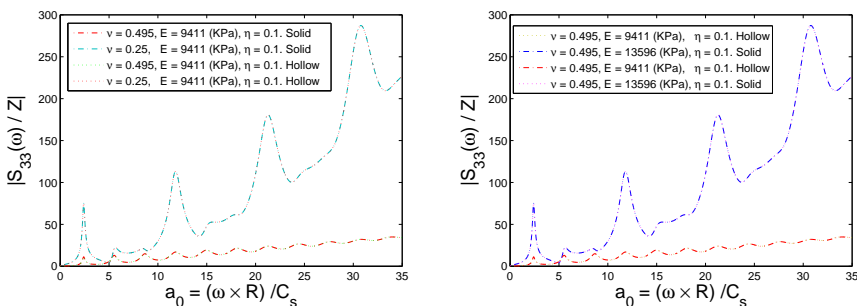 300
250
200
150
100
50
0
|S33(ω) / Z|
ν = 0.495, E = 9411 (KPa) η = 0.1. Solid
ν = 0.25, E = 9411 (KPa) η = 0.1. Solid
ν = 0.495, E = 9411 (KPa) η = 0.1. Hollow
ν = 0.25, E = 9411 (KPa) η = 0.1. Hollow
0 5 10 15 20 25 30 35
a0 = (ω × R) /Cs
300
250
200
150
100
50
0
|S33(ω) / Z|
ν = 0.495, E = 9411 (KPa), η = 0.1. Hollow
ν = 0.495, E = 13596 (KPa), η = 0.1. Solid
ν = 0.495, E = 9411 (KPa), η = 0.1. Hollow
ν = 0.495, E = 13596 (KPa), η = 0.1. Solid
0 5 10 15 20 25 30 35
a0 = (ω × R) /Cs